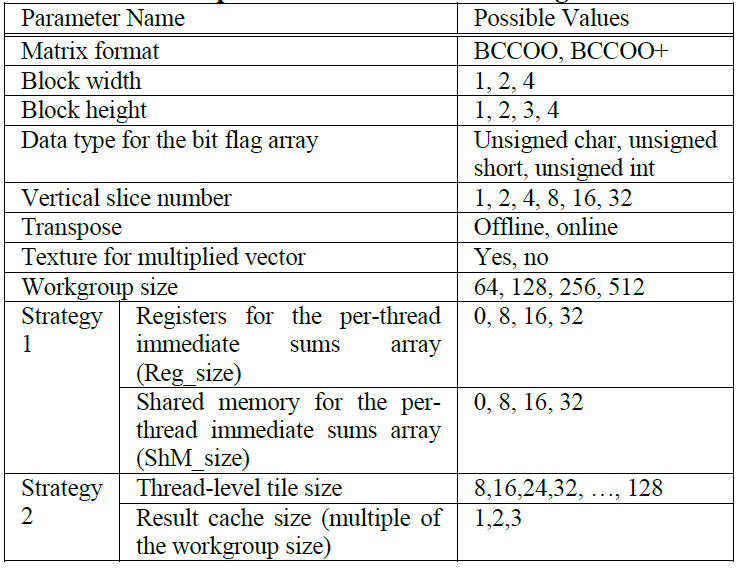 Parameter Name Possible Values
Matrix format BCCOO, BCCOO+
Block width 1, 2, 4
Block height 1, 2, 3, 4
Data type for the bit flag array Unsigned char, unsigned
short, unsigned int
Vertical slice number 1, 2, 4, 8, 16, 32
Transpose Offline, online
Texture for multiplied vector Yes, no
Workgroup size 64, 128, 256, 512
Strategy Registers for the per-thread 0, 8, 16, 32
1 immediate sums array
(Reg_size)
Shared memory for the per- 0, 8, 16, 32
thread immediate sums array
(ShM_size)
Strategy Thread-level tile size 8,16,24,32, …, 128
2 Result cache size (multiple of 1,2,3
the workgroup size)